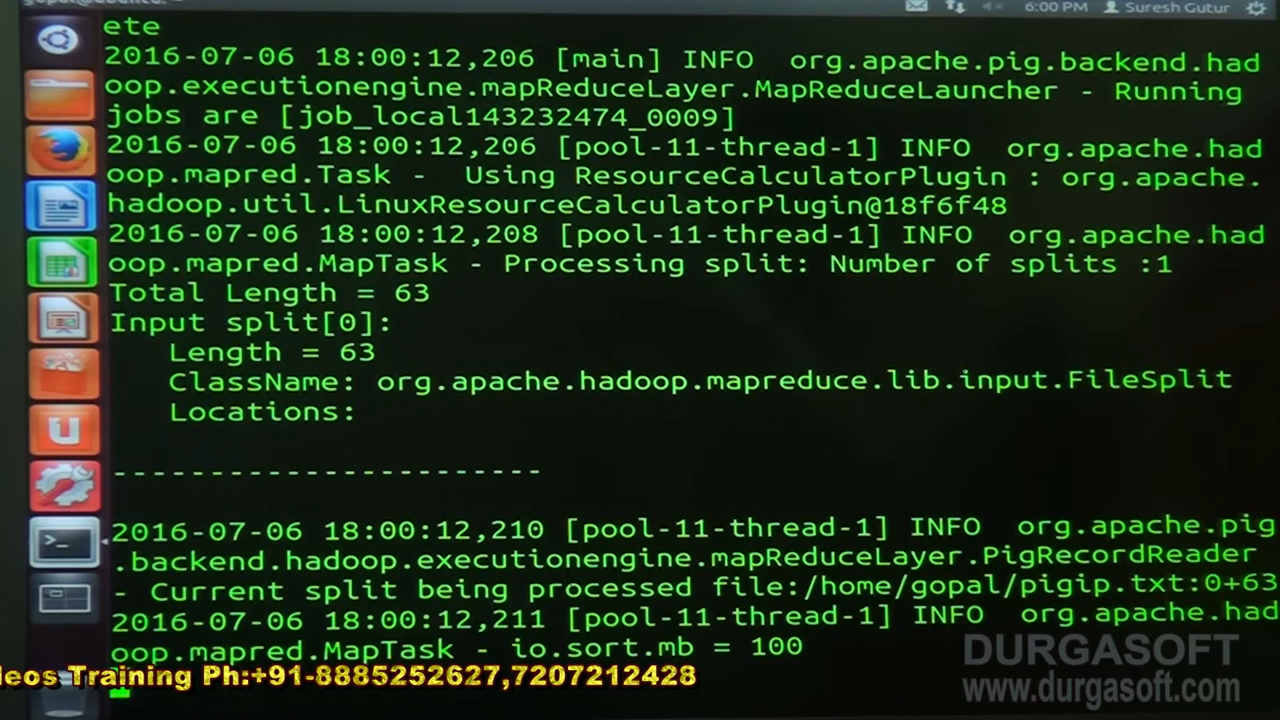 6:00 PM Suresh Gutur
ete
2016-07-06 18:00:12,206 [main] INFO  org.apache.pig.backend.had
oop.executionengine.mapReduceLayer.MapReduceLauncher - Running
jobs are [job_local143232474_0009]
2016-07-06 18:00:12,206 [pool-11-thread-1] INFO  org.apache.had
oop.mapred.Task -  Using ResourceCalculatorPlugin : org.apache.
hadoop.util.LinuxResourceCalculatorPlugin@18f6f48
2016-07-06 18:00:12,208 [pool-11-thread-1] INFO  org.apache.had
oop.mapred.MapTask - Processing split: Number of splits :1
Total Length = 63
Input split[0]:
Length = 63
ClassName: org.apache.hadoop.mapreduce.lib.input.FileSplit
Locations:
-----------------------
2016-07-06 18:00:12,210 [pool-11-thread-1] INFO  org.apache.pig
.backend.hadoop.executionengine.mapReduceLayer.PigRecordReader
- Current split being processed file:/home/gopal/pigip.txt:0+63
2016-07-06 18:00:12,211 [pool-11-thread-1] INFO  org.apache.had
oop.mapred.MapTask - io.sort.mb = 100
DURGASOFT
www.durgasoft.com
deos Training Ph:+91-8885252627,7207212428